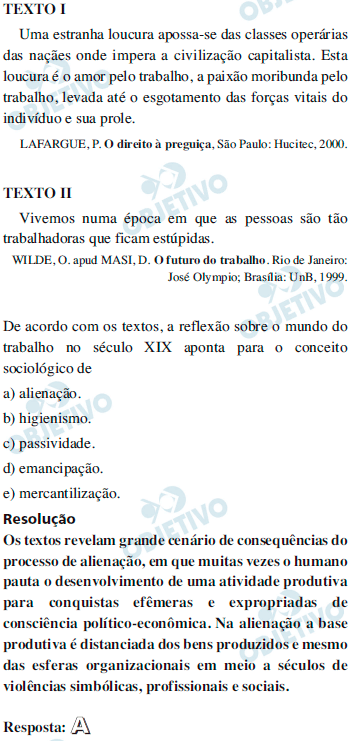 TEXTO I
Uma estranha loucura apossa-se das classes operárias
das nações onde impera a civilização capitalista. Esta
loucura é o amor pelo trabalho, a paixão moribunda pelo
trabalho, levada até o esgotamento das forças vitais do
indivíduo e sua prole.
LAFARGUE, P. O direito à preguiça, São Paulo: Hucitec, 2000.
TEXTO II
Vivemos numa época em que as pessoas são tão
trabalhadoras que ficam estúpidas.
WILDE, O. apud MASI, D. O futuro do trabalho. Rio de Janeiro:
José Olympio; Brasília: UnB, 1999.
De acordo com os textos, a reflexão sobre o mundo do
trabalho no século XIX aponta para o conceito
sociológico de
a) alienação.
b) higienismo.
c) passividade.
d) emancipação.
e) mercantilização.
Resolução
Os textos revelam grande cenário de consequências do
processo de alienação, em que muitas vezes o humano
pauta o desenvolvimento de uma atividade produtiva
para conquistas efêmeras e expropriadas de
consciência político-econômica. Na alienação a base
produtiva é distanciada dos bens produzidos e mesmo
das esferas organizacionais em meio a séculos de
violências simbólicas, profissionais e sociais.
Resposta: A